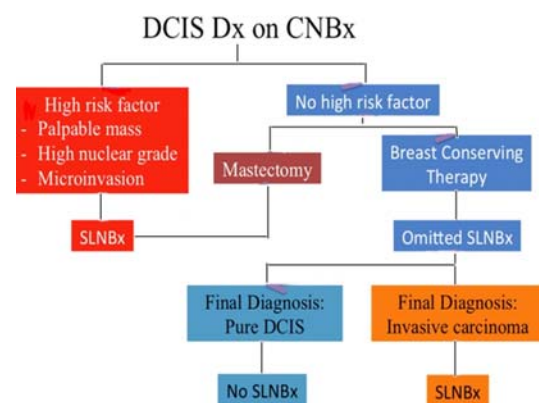 DCIS Dx on CNBx
High risk factor
- Palpable mass
- High nuclear grade
- Microinvasion
No high risk factor
Mastectomy
Breast Conserving
Therapy
SLNBx
Omitted SLNBx
Final Diagnosis:
Pure DCIS
Final Diagnosis:
Invasive carcinoma
No SLNBx
SLNBx